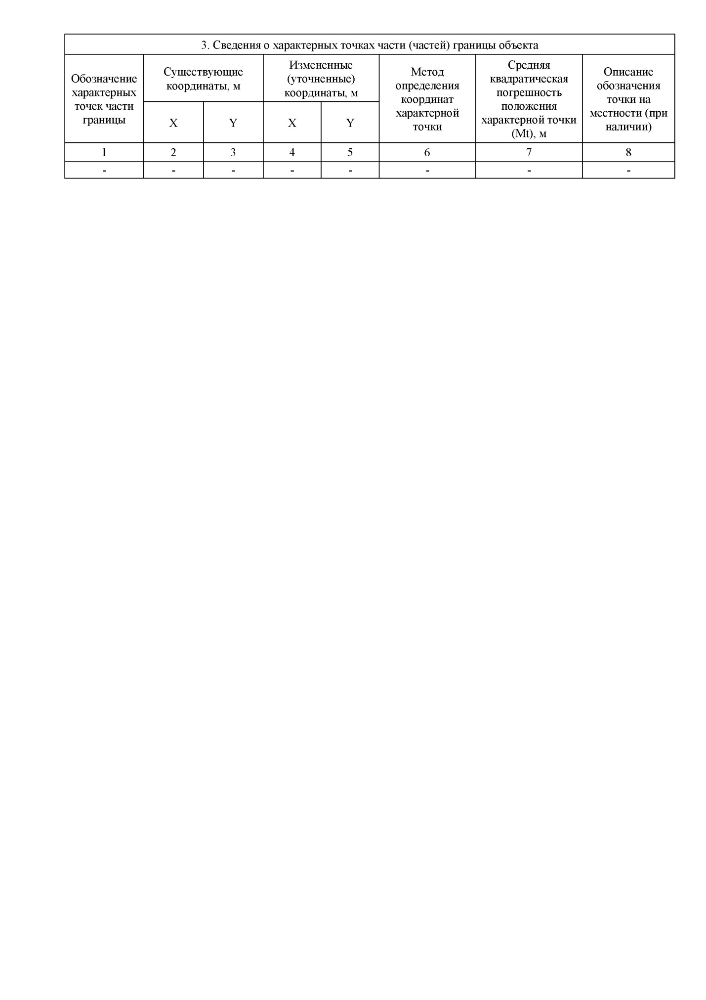 3. Сведения о характерных точках части (частей) границы объекта
Обозначение
характерных
точек части
границы
Существующие
координаты, м
Измененные
(уточненные)
координаты, м
Метод
определения
координат
характерной
точки
Средняя
квадратическая
погрешность
положения
характерной точки
(Mt), м
Описание
обозначения
точки на
местности (при
наличии)
X Y X Y
1 2 3 4 5 6 7 8
- - - - - - - -